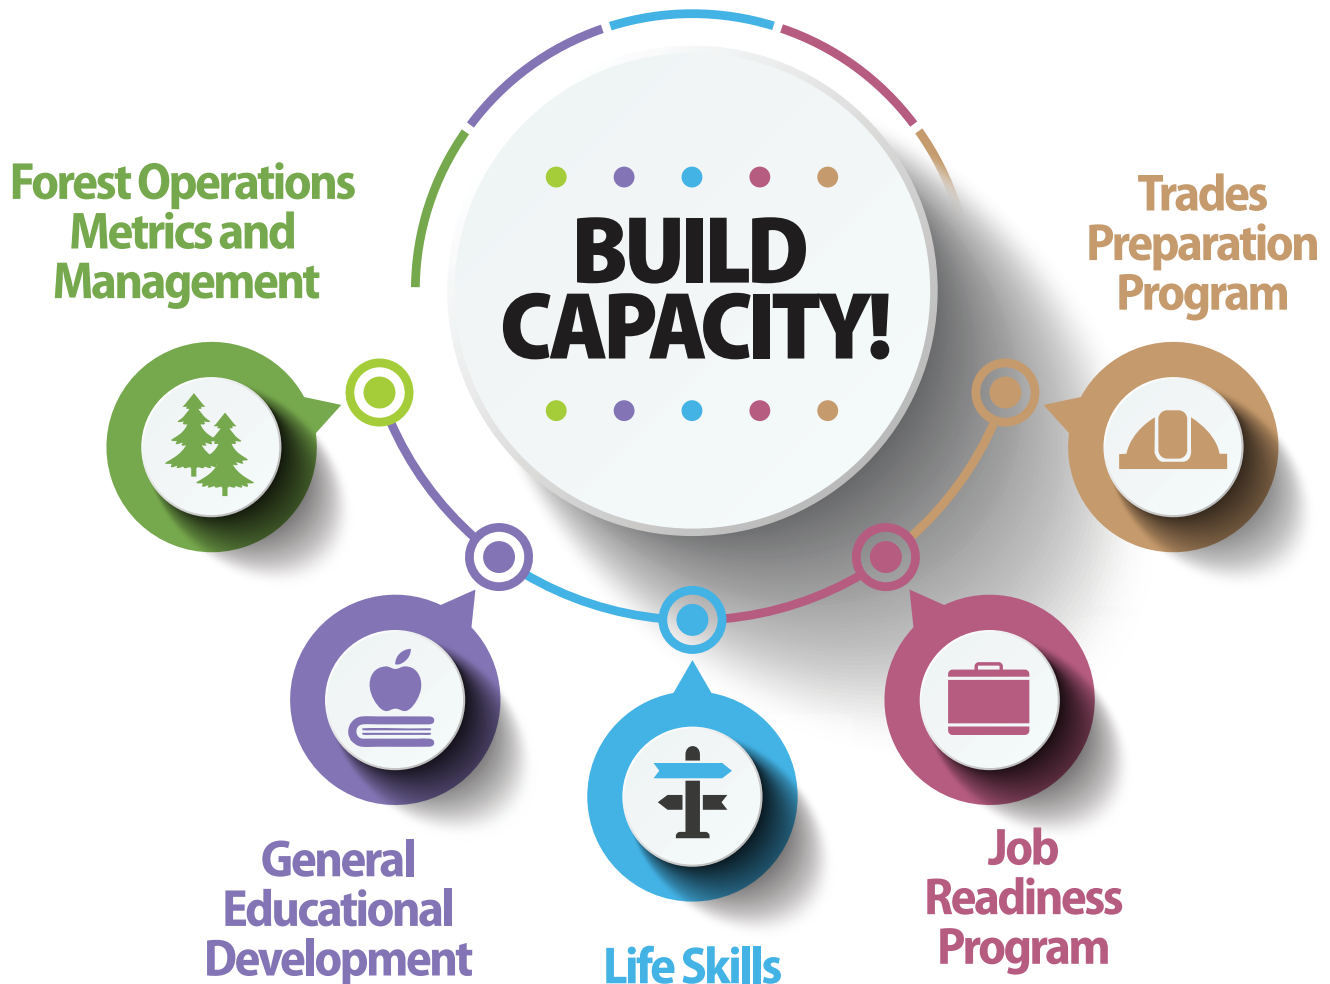 BUILD
CAPACITY!
Forest Operations
Metrics and
Management
General
Educational
Development
Life Skills
Job
Readiness
Program
Trades
Preparation
Program